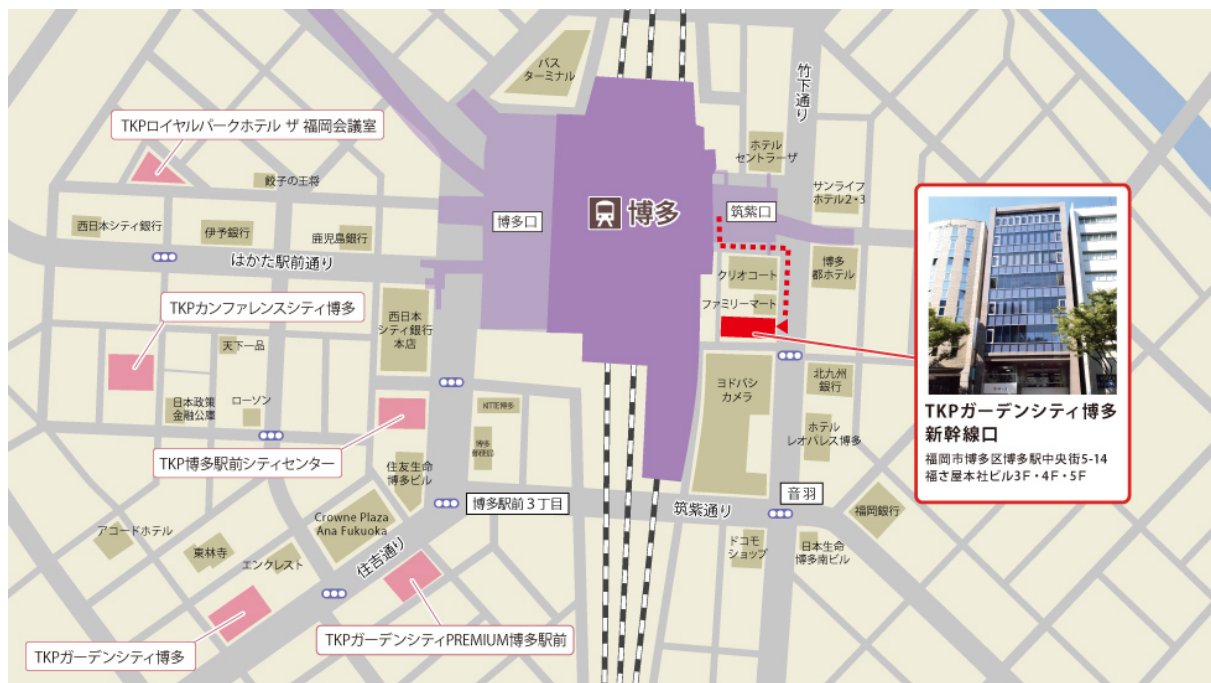 バス
ターミナル
竹下通り
TKPロイヤルパークホテル ザ 福岡会議室
ホテル
セントラーザ
餃子の王将
サンライフ
ホテル2・3
西日本シティ銀行
伊予銀行
鹿児島銀行
博多口
博多
筑紫口
はかた駅前通り
クリオコート
博多
都ホテル
ファミリーマート
TKPカンファレンスシティ博多
西日本
シティ銀行
本店
天下一品
ヨドバシ
カメラ
北九州
銀行
日本政策
金融公庫
ローソン
NITE博多
ホテル
レオパレス博多
TKPガーデンシティ博多
新幹線口
福岡市博多区博多駅中央街5-14
福さ屋本社ビル3F・4F・5F
TKP博多駅前シティセンター
住友生命
博多ビル
博多
郵便局
博多駅前3丁目
筑紫通り
音羽
福岡銀行
アコードホテル
Crowne Plaza
Ana Fukuoka
東林寺
エンクレスト
住吉通り
ドコモ
ショップ
日本生命
博多南ビル
TKPガーデンシティ博多
TKPガーデンシティPREMIUM博多駅前